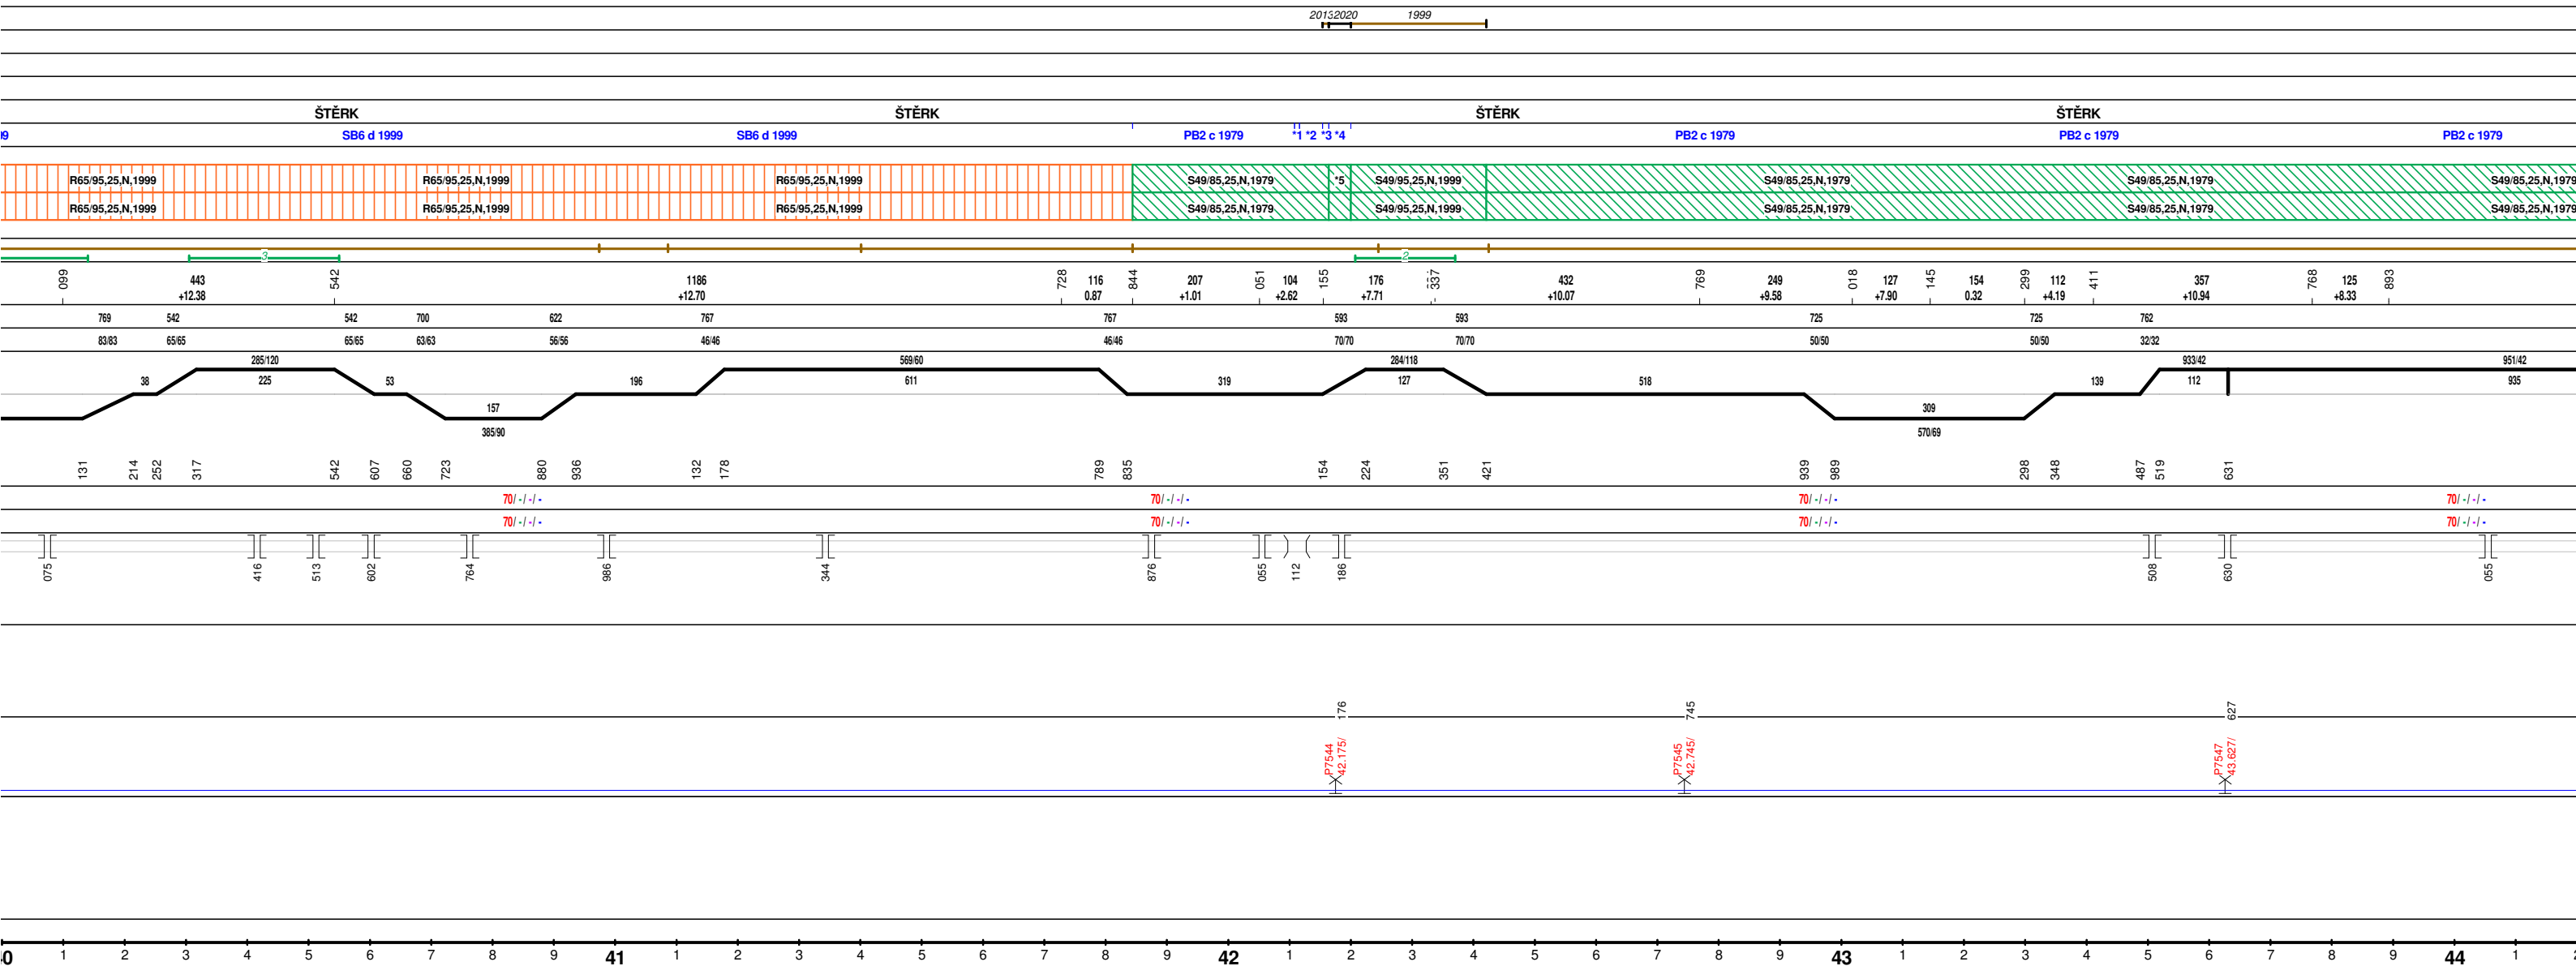 2013 2020 1999
ŠTĚRK ŠTĚRK ŠTĚRK ŠTĚRK
9 SB6 d 1999 SB6 d 1999 PB2 c 1979 *1 *2 *3 *4 PB2 c 1979 PB2 c 1979 PB2 c 1979
R65/95,25,N,1999 R65/95,25,N,1999 R65/95,25,N,1999 S49/85,25,N,1979 *5 S49/95,25,N,1999 S49/85,25,N,1979 S49/85,25,N,1979 S49/85,25,N,1979
R65/95,25,N,1999 R65/95,25,N,1999 R65/95,25,N,1999 S49/85,25,N,1979 S49/95,25,N,1999 S49/85,25,N,1979 S49/85,25,N,1979 S49/85,25,N,1979
3 2
099 443 542 1186 728 116 844 207 051 104 155 176 337 432 769 249 018 127 145 154 299 112 411 357 768 125 893
+12.38 +12.70 0.87 +1.01 +2.62 +7.71 +10.07 +9.58 +7.90 0.32 +4.19 +10.94 +8.33
769 542 542 700 622 767 767 593 593 725 725 762
83/83 65/65 65/65 63/63 56/56 46/46 46/46 70/70 70/70 50/50 50/50 32/32
285/120 569/60 284/118 933/42 951/42
38 225 53 196 611 319 127 518 139 112 935
157 309
385/90 570/69
131 214 252 317 542 607 660 723 880 936 132 178 789 835 154 224 351 421 939 989 298 348 487 519 631
70/ -/ -/ - 70/ -/ -/ - 70/ -/ -/ - 70/ -/ -/ -
70/ -/ -/ - 70/ -/ -/ - 70/ -/ -/ - 70/ -/ -/ -
075 416 513 602 764 986 344 876 055 112 186 508 630 055
176 745 627
P7544 P7545 P7547
42.175/ 42.745/ 43.627/
0 1 2 3 4 5 6 7 8 9 41 1 2 3 4 5 6 7 8 9 42 1 2 3 4 5 6 7 8 9 43 1 2 3 4 5 6 7 8 9 44 1